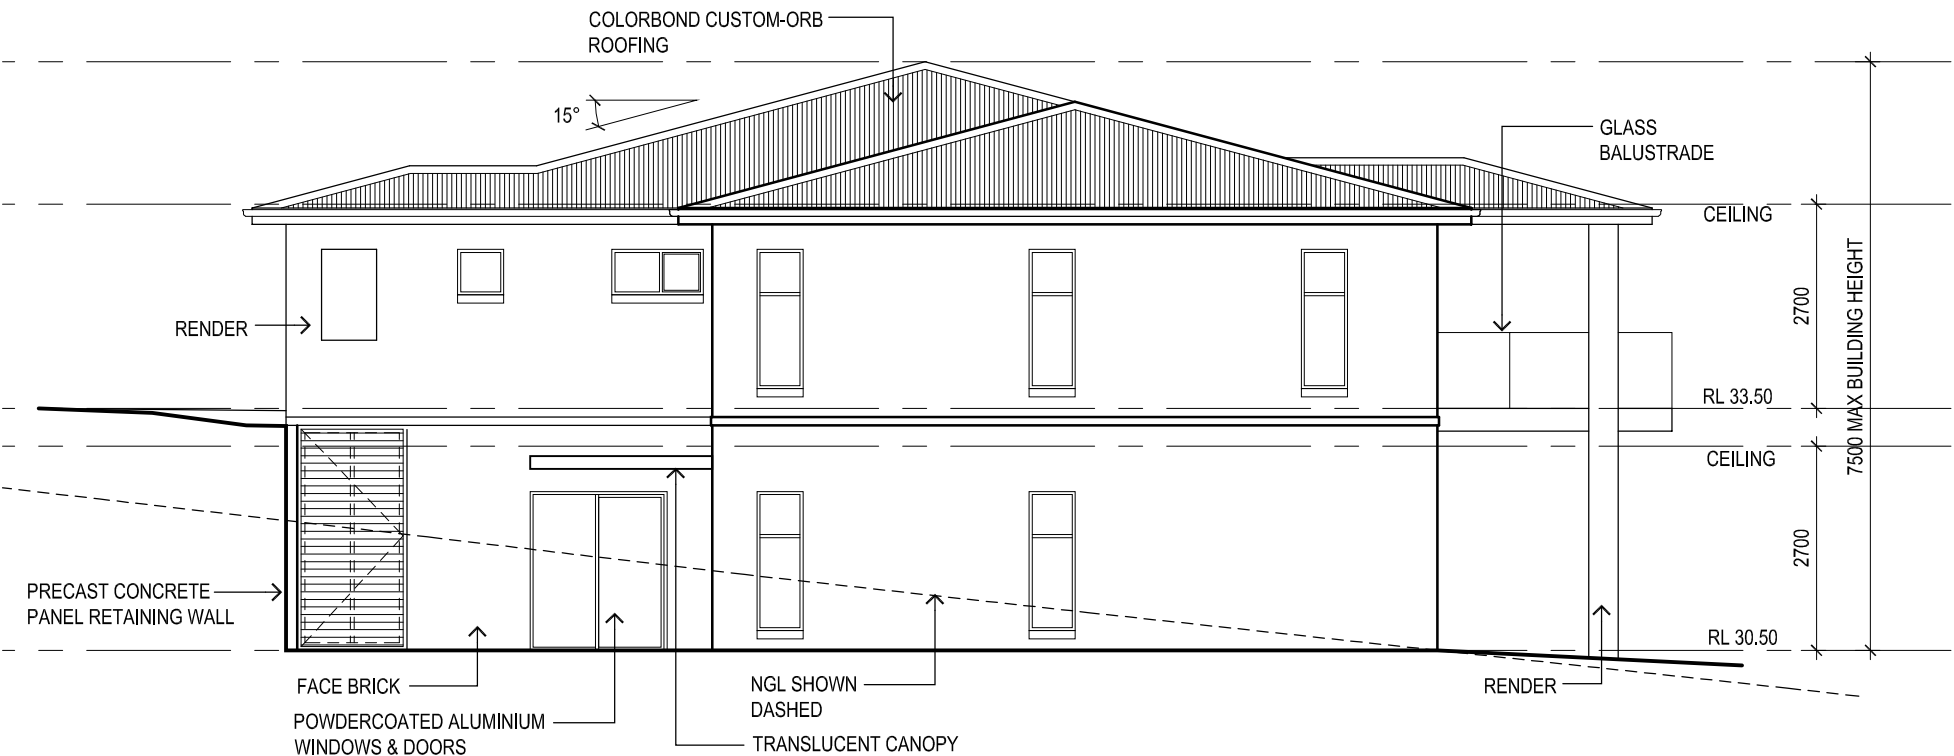 COLORBOND CUSTOM-ORB
ROOFING
15°
GLASS
BALUSTRADE
CEILING
RENDER
2700
7500 MAX BUILDING HEIGHT
RL 33.50
CEILING
2700
PRECAST CONCRETE
PANEL RETAINING WALL
RL 30.50
FACE BRICK
NGL SHOWN
DASHED
RENDER
POWDERCOATED ALUMINIUM
WINDOWS & DOORS
TRANSLUCENT CANOPY